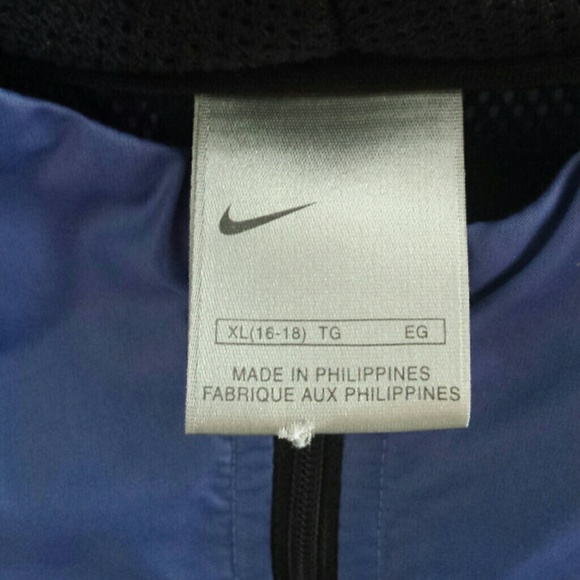 XL(16-18) TG EG
MADE IN PHILIPPINES
FABRIQUE AUX PHILIPPINES